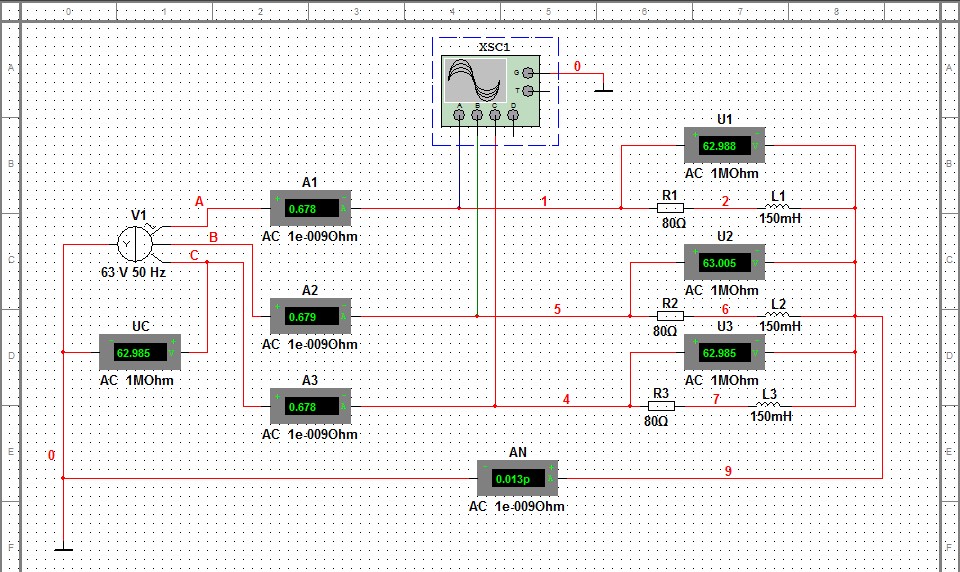 0 1 2 3 4 5 6 7 8
A A
XSC1
0
G
T
A B C D
U1
62.988 V
B B
AC 1MOhm
A1
A
0.678 A
1
R1 2 L1
80Ω 150mH
V1
B
AC 1e-009Ohm
U2
C
63.005 V
C C
63 V 50 Hz
AC 1MOhm
A2
5
R2 6 L2
0.679 A
80Ω 150mH
UC
U3
62.985 V
AC 1e-009Ohm
62.985 V
D D
AC 1MOhm
AC 1MOhm
A3
R3 7 L3
0.678 A
4
80Ω 150mH
AC 1e-009Ohm
0
AN
E E
0.013p A
9
AC 1e-009Ohm
F F